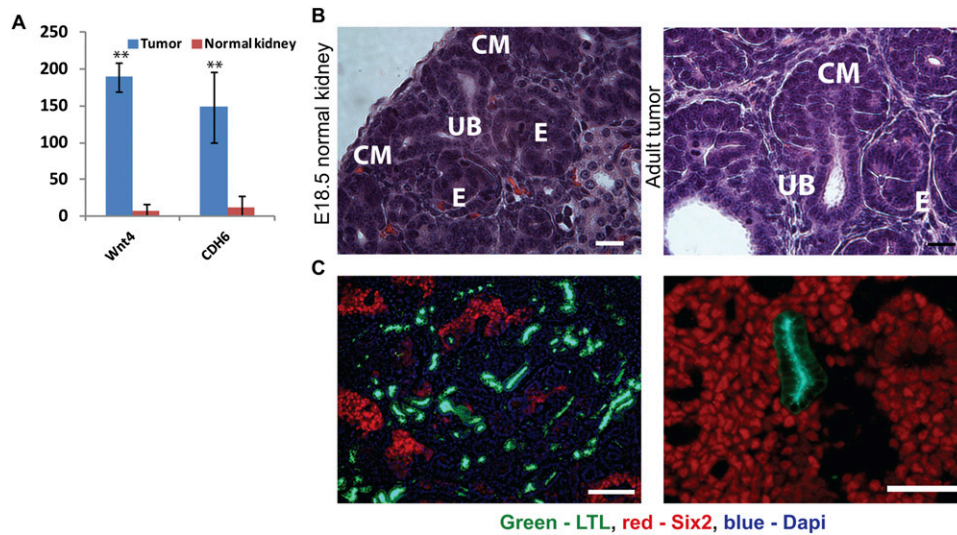 A
250
200
150
100
50
0
Tumor
Normal kidney
**
**
Wnt4
CDH6
B
E18.5 normal kidney
CM
UB
E
CM
E
Adult tumor
CM
UB
E
C
Green - LTL, red - Six2, blue - Dapi